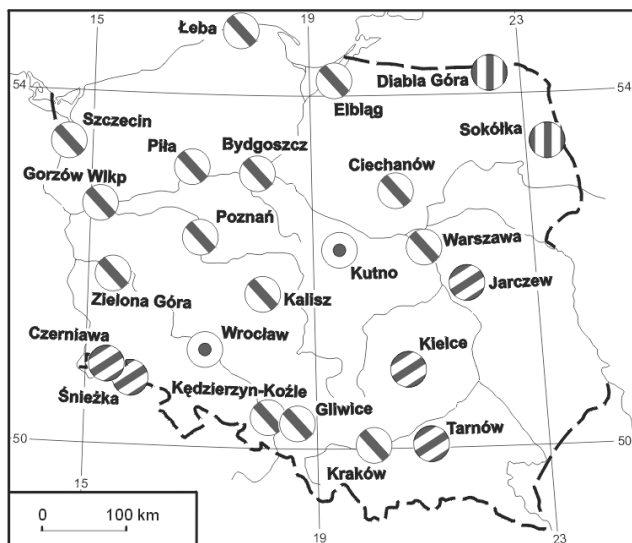 15
19
23
Łeba
Diabla Góra
54
54
Elbląg
Szczecin
Sokółka
Piła
Bydgoszcz
Ciechanów
Gorzów Wlkp
Poznań
Warszawa
Kutno
Jarczew
Zielona Góra
Kalisz
Czerniawa
Wrocław
Kielce
Śnieżka
Kędzierzyn-Koźle
Gliwice
Tarnów
50
50
Kraków
15
0
100 km
19
23